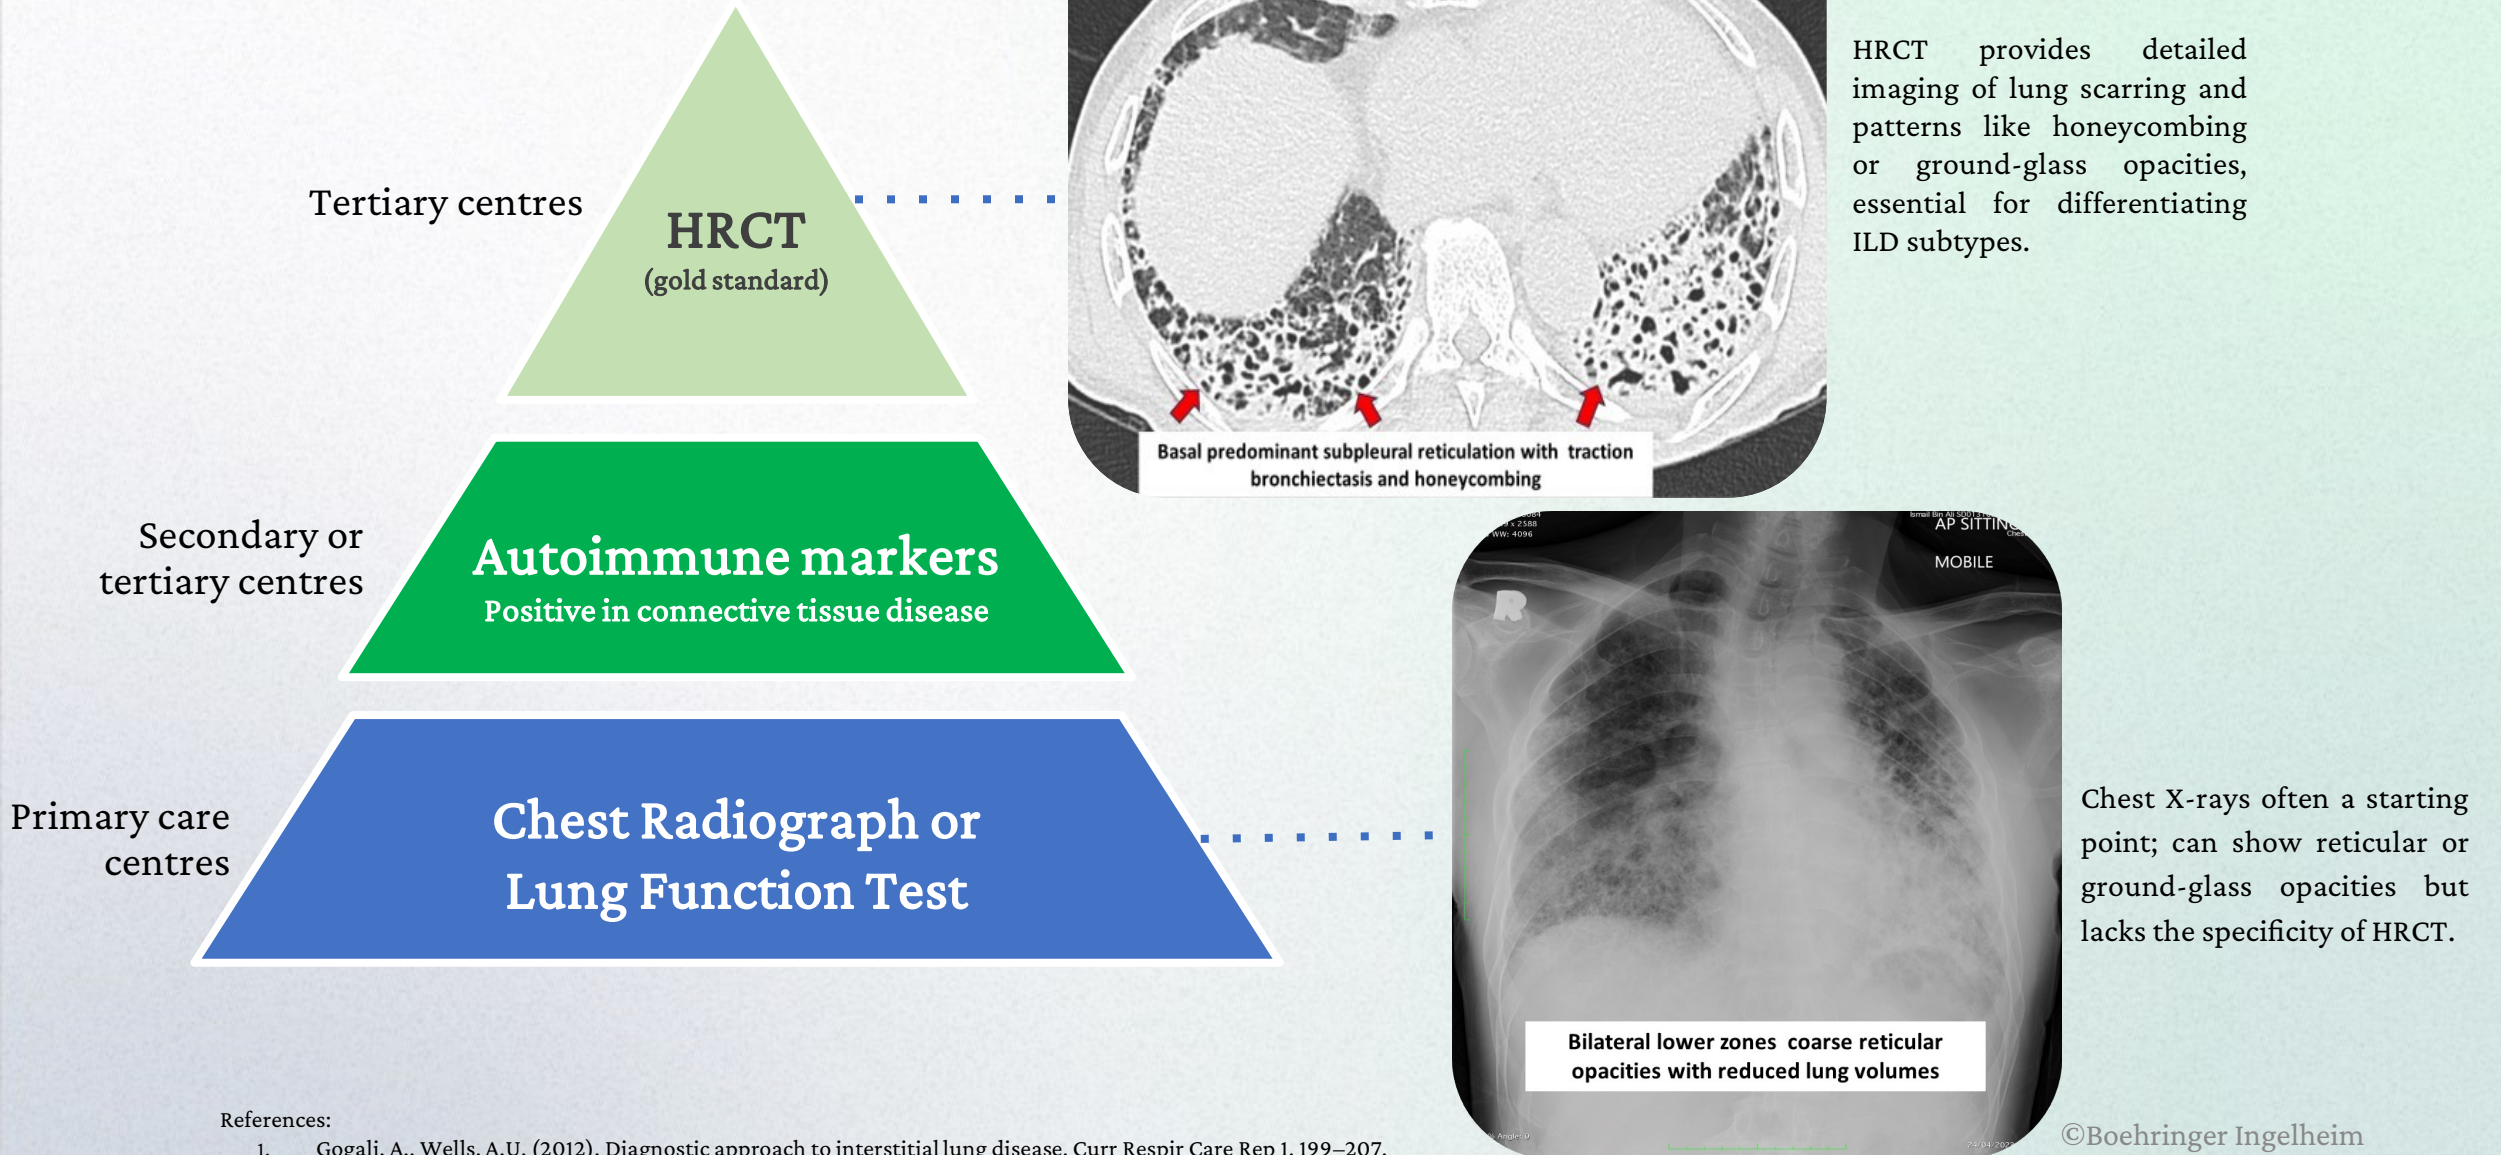 HRCT provides detailed
imaging of lung scarring and
patterns like honeycombing
or ground-glass opacities,
essential for differentiating
ILD subtypes.
Tertiary centres
HRCT
(gold standard)
Basal predominant subpleural reticulation with traction
bronchiectasis and honeycombing
Secondary or
tertiary centres
Autoimmune markers
Positive in connective tissue disease
x 2588
WW: 4096
AP SITTING
MOBILE
R
Primary care
centres
Chest Radiograph or
Lung Function Test
Chest X-rays often a starting
point; can show reticular or
ground-glass opacities but
lacks the specificity of HRCT.
Bilateral lower zones coarse reticular
opacities with reduced lung volumes
References:
1. Gogali, A., Wells, A.U. (2012). Diagnostic approach to interstitial lung disease. Curr Respir Care Rep 1, 199–207.
©Boehringer Ingelheim